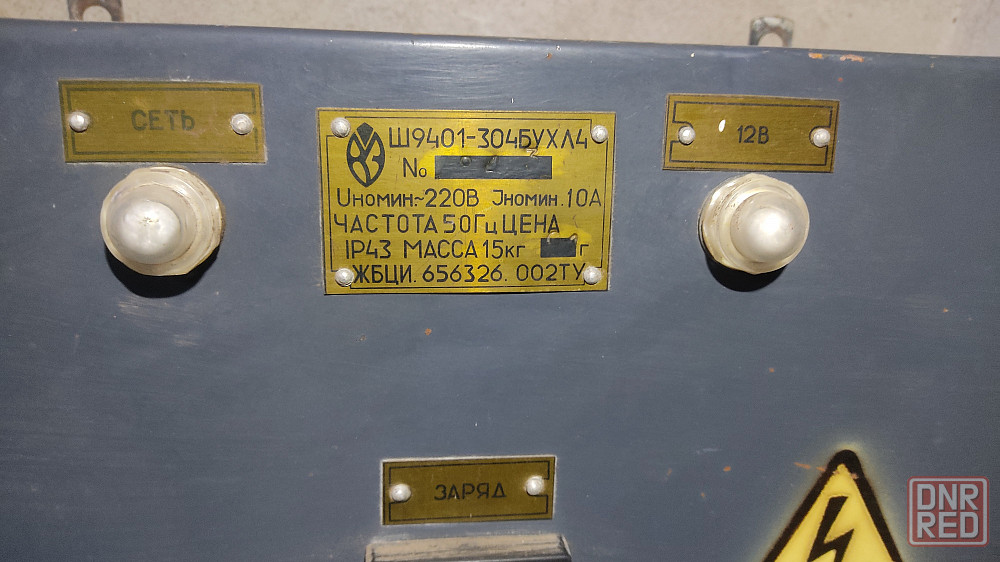 СЕТЬ
Ш9401-304БУХЛ4
№
Uномин~220В Jномин.10А
ЧАСТОТА 50Гц ЦЕНА
IP43 МАССА 15кг г
ЖБЦИ. 656326. 002ТУ
12В
ЗАРЯД
DNR
RED